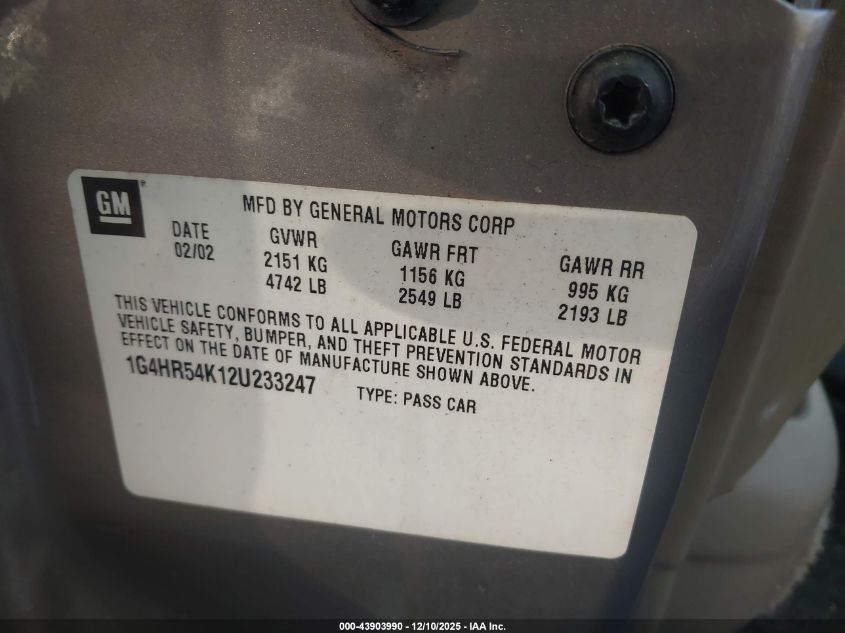 GM
MFD BY GENERAL MOTORS CORP
DATE GVWR GAWR FRT GAWR RR
02/02 2151 KG 1156 KG 995 KG
4742 LB 2549 LB 2193 LB
THIS VEHICLE CONFORMS TO ALL APPLICABLE U.S. FEDERAL MOTOR
VEHICLE SAFETY, BUMPER, AND THEFT PREVENTION STANDARDS IN
EFFECT ON THE DATE OF MANUFACTURE SHOWN ABOVE.
1G4HR54K12U233247 TYPE: PASS CAR
000-43903990 - 12/10/2025 - IAA Inc.